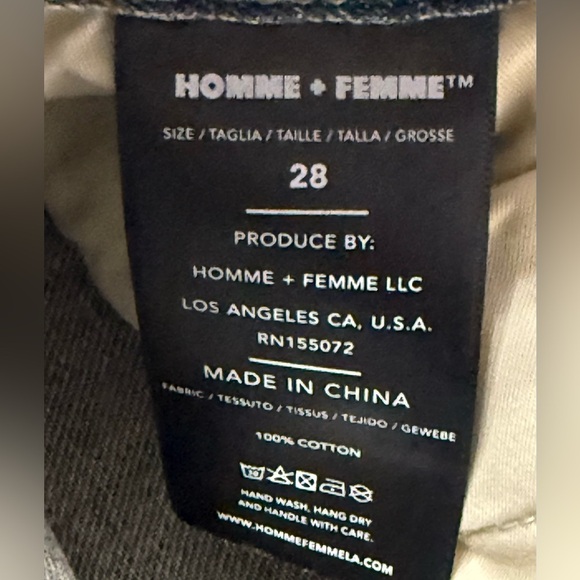 HOMME + FEMME™
SIZE / TAGLIA / TAILLE / TALLA / GROSSE
28
PRODUCE BY:
HOMME + FEMME LLC
LOS ANGELES CA, U.S.A.
RN155072
MADE IN CHINA
FABRIC / TESSUTO / TISSUS / TEJIDO / GEWEBE
100% COTTON
30
HAND WASH, HANG DRY
AND HANDLE WITH CARE.
WWW.HOMMEFEMMELA.COM